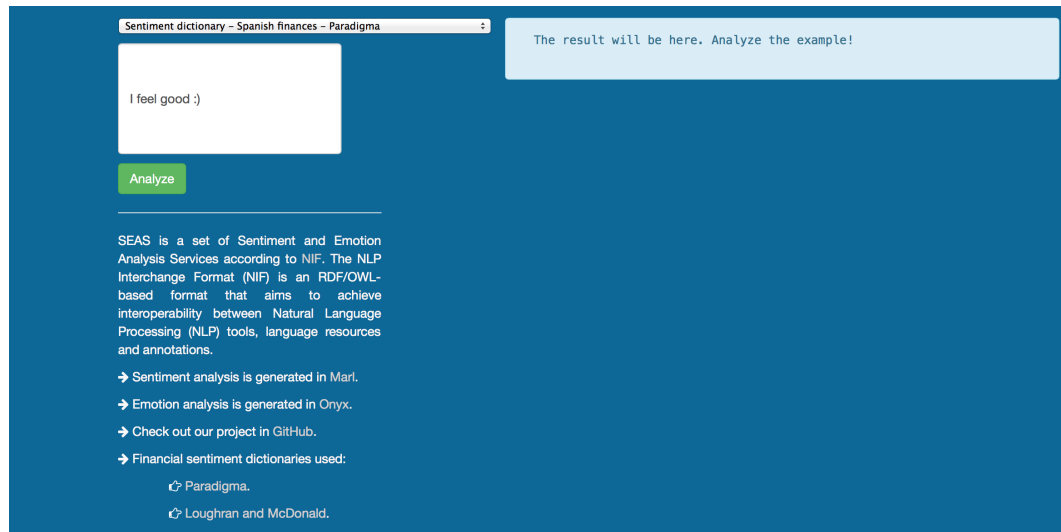 Sentiment dictionary – Spanish finances – Paradigma
The result will be here. Analyze the example!
I feel good :)
Analyze
SEAS is a set of Sentiment and Emotion
Analysis Services according to NIF. The NLP
Interchange Format (NIF) is an RDF/OWL-
based format that aims to achieve
interoperability between Natural Language
Processing (NLP) tools, language resources
and annotations.
Sentiment analysis is generated in Marl.
Emotion analysis is generated in Onyx.
Check out our project in GitHub.
Financial sentiment dictionaries used:
Paradigma.
Loughran and McDonald.